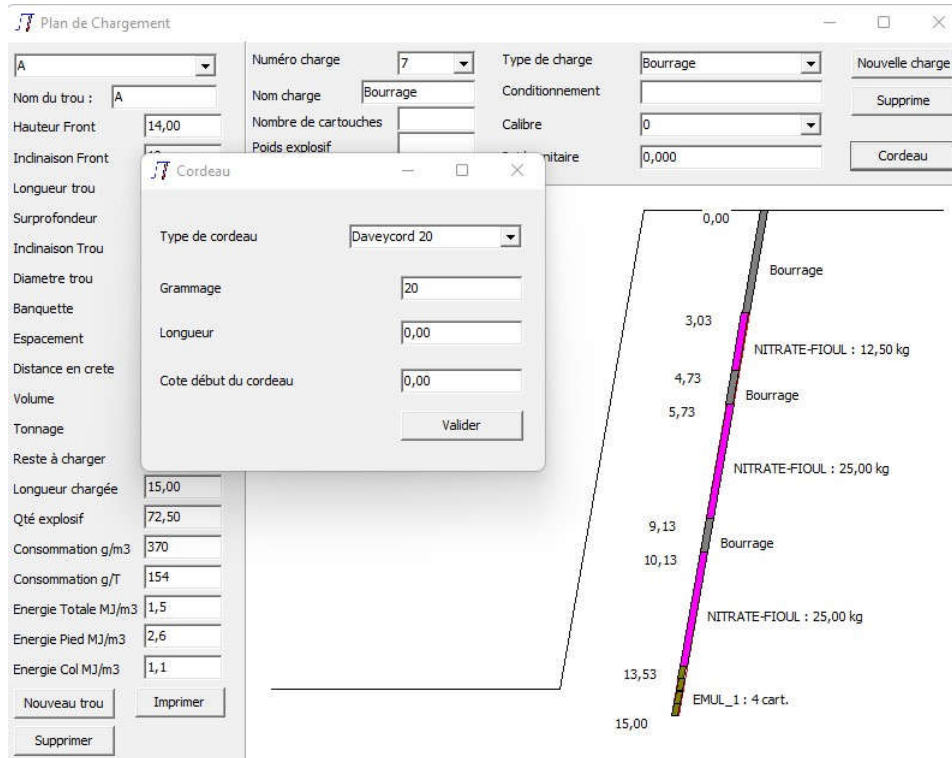 Plan de Chargement
A
Nom du trou : A
Hauteur Front 14,00
Inclinaison Front
Longueur trou
Surprofondeur
Inclinaison Trou
Diametre trou
Banquette
Espacement
Distance en crete
Volume
Tonnage
Reste à charger
Longueur chargée 15,00
Qté explosif 72,50
Consommation g/m3 370
Consommation g/T 154
Energie Totale MJ/m3 1,5
Energie Pied MJ/m3 2,6
Energie Col MJ/m3 1,1
Nouveau trou Imprimer
Supprimer
Numéro charge 7 Type de charge Bourrage Nouvelle charge
Nom charge Bourrage Conditionnement Supprime
Nombre de cartouches Calibre 0
Poids explosif nitaire 0,000 Cordeau
Cordeau
Type de cordeau Daveycord 20
Grammage 20
Longueur 0,00
Cote début du cordeau 0,00
Valider
0,00
Bourrage
3,03
NITRATE-FIOUL : 12,50 kg
4,73
Bourrage
5,73
NITRATE-FIOUL : 25,00 kg
9,13
Bourrage
10,13
NITRATE-FIOUL : 25,00 kg
13,53
EMUL_1 : 4 cart.
15,00